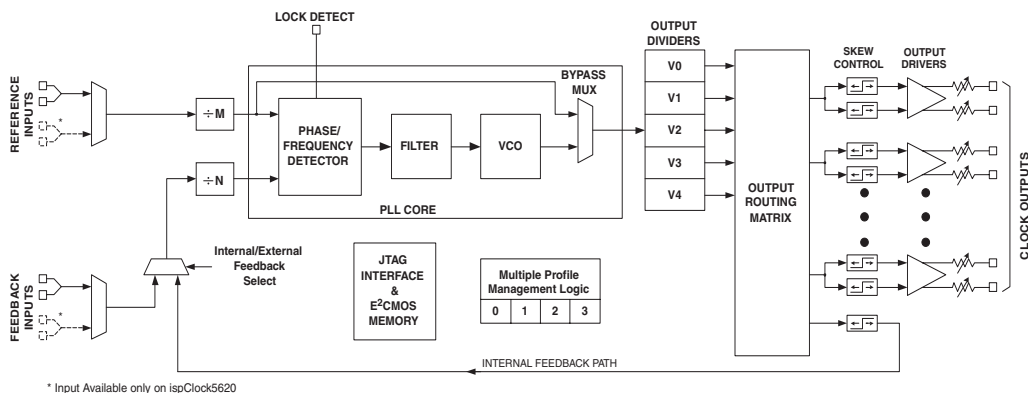 LOCK DETECT
OUTPUT
DIVIDERS
BYPASS
MUX
SKEW
CONTROL
OUTPUT
DRIVERS
REFERENCE
INPUTS
*
÷M
÷N
PHASE/
FREQUENCY
DETECTOR
FILTER
VCO
PLL CORE
V0
V1
V2
V3
V4
OUTPUT
ROUTING
MATRIX
CLOCK OUTPUTS
Internal/External
Feedback
Select
FEEDBACK
INPUTS
*
JTAG
INTERFACE
&
E²CMOS
MEMORY
Multiple Profile
Management Logic
0 1 2 3
INTERNAL FEEDBACK PATH
* Input Available only on ispClock5620